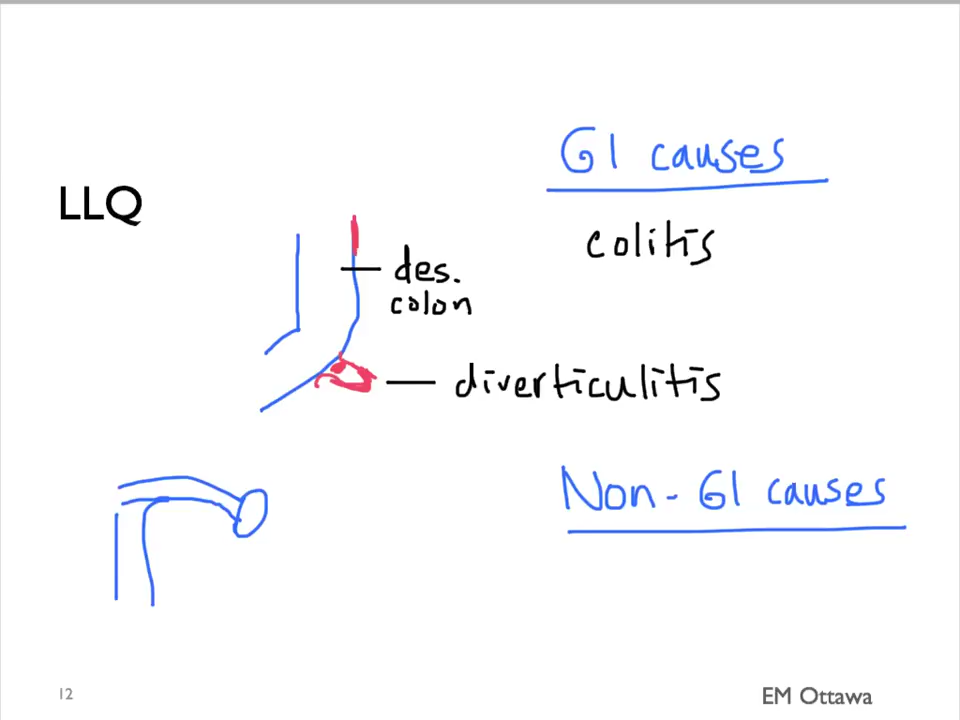 GI causes
LLQ
colitis
des.
colon
diverticulitis
Non-GI causes
12
EM Ottawa